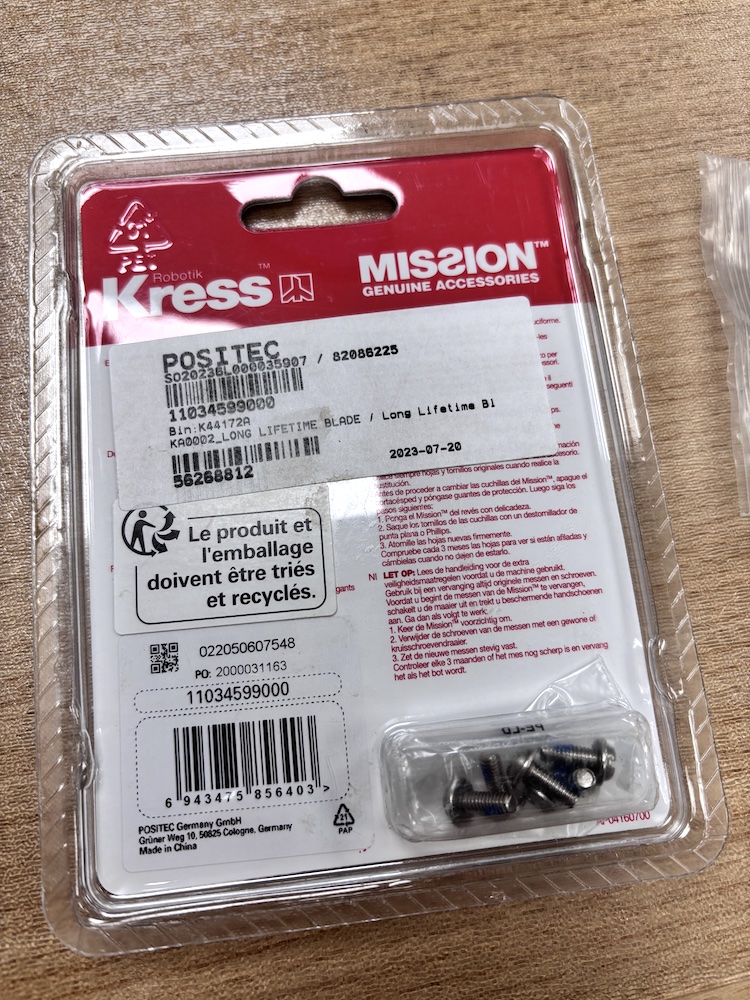 PET
Robotik
Kress™
MISSION™
GENUINE ACCESSORIES
POSITEC
SO20236L000035907 / 82086225
11034599000
Bin:K44172A
KA0002_LONG LIFETIME BLADE / Long Lifetime Bl
56268812
2023-07-20
Le produit et
l'emballage
doivent être triés
et recyclés.
022050607548
PO: 2000031163
11034599000
6 943475 856403 >
POSITEC Germany GmbH
Grüner Weg 10, 50825 Cologne, Germany
Made in China
21
PAP
uciforme.
seguenti
siempre hojas y tornillos originales cuando realice la
antes de proceder a cambiar las cuchillas del Mission™, apague el
cortacésped y póngase guantes de protección. Luego siga los
pasos siguientes:
1. Ponga el Mission™ del revés con delicadeza.
2. Saque los tornillos de las cuchillas con un destornillador de
punta plana o Phillips.
3. Atornille las hojas nuevas firmemente.
Compruebe cada 3 meses las hojas para ver si están afiladas y
cámbielas cuando no dejen de estarlo.
NI LET OP: Lees de handleiding voor de extra
veiligheidsmaatregelen voordat u de machine gebruikt.
Gebruik bij een vervanging altijd originele messen en schroeven.
Voordat u begint de messen van de Mission™ te vervangen,
schakelt u de maaier uit en trekt u beschermende handschoenen
aan. Ga dan als volgt te werk:
1. Keer de Mission™ voorzichtig om.
2. Verwijder de schroeven van de messen met een gewone of
kruisschroevendraaier.
3. Zet de nieuwe messen stevig vast.
Controleer elke 3 maanden of het mes nog scherp is en vervang
het als het bot wordt.
gants
PE-LD
04160700